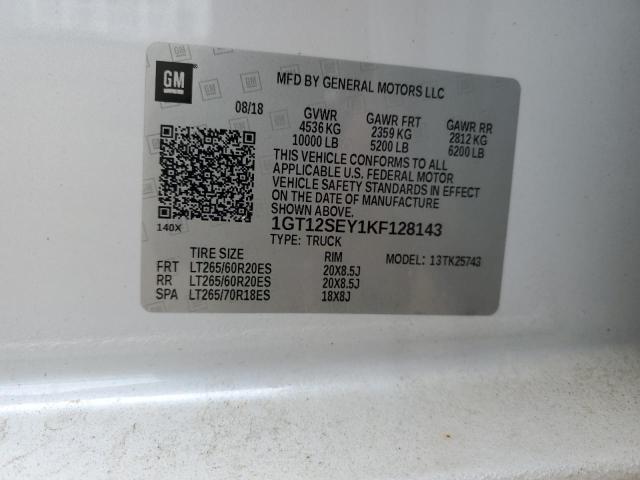 GM
MFD BY GENERAL MOTORS LLC
08/18
GVWR GAWR FRT GAWR RR
4536 KG 2359 KG 2812 KG
10000 LB 5200 LB 6200 LB
THIS VEHICLE CONFORMS TO ALL
APPLICABLE U.S. FEDERAL MOTOR
VEHICLE SAFETY STANDARDS IN EFFECT
ON THE DATE OF MANUFACTURE
SHOWN ABOVE.
140X
1GT12SEY1KF128143
TYPE: TRUCK
MODEL: 13TK25743
TIRE SIZE RIM
FRT LT265/60R20ES 20X8.5J
RR LT265/60R20ES 20X8.5J
SPA LT265/70R18ES 18X8J